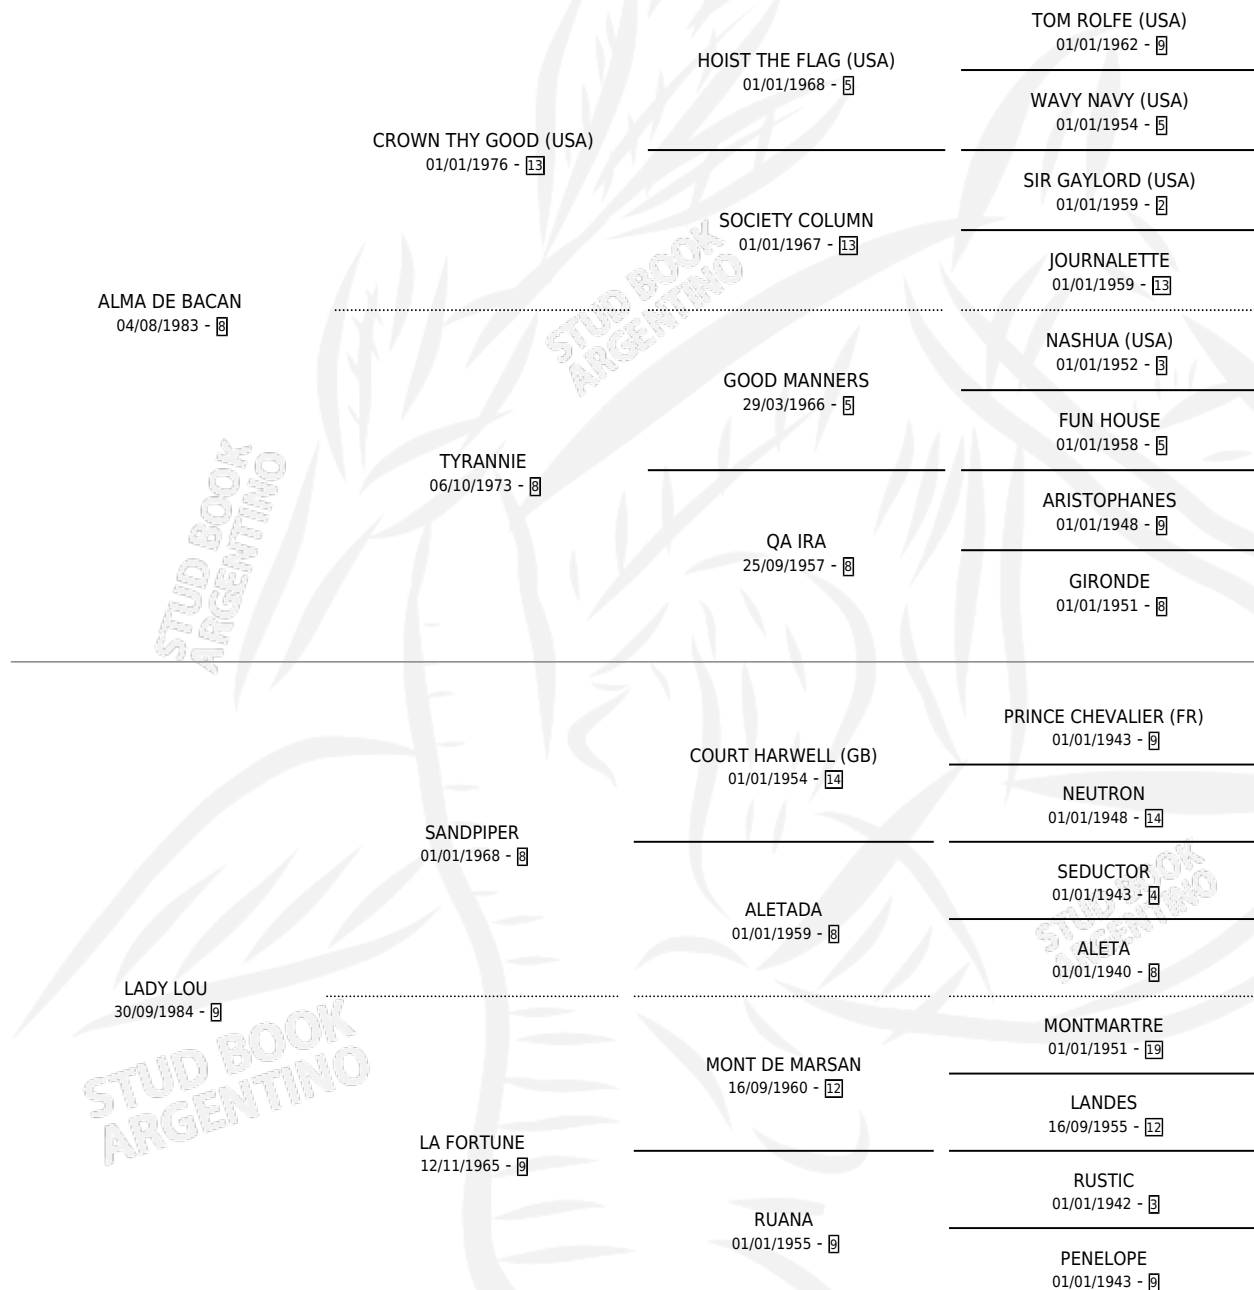 TOM ROLFE (USA)
01/01/1962 - 9
HOIST THE FLAG (USA)
01/01/1968 - 5
WAVY NAVY (USA)
01/01/1954 - 5
CROWN THY GOOD (USA)
01/01/1976 - 13
SIR GAYLORD (USA)
01/01/1959 - 2
SOCIETY COLUMN
01/01/1967 - 13
JOURNALETTE
01/01/1959 - 13
ALMA DE BACAN
04/08/1983 - 8
NASHUA (USA)
01/01/1952 - 3
GOOD MANNERS
29/03/1966 - 5
FUN HOUSE
01/01/1958 - 5
TYRANNIE
06/10/1973 - 8
ARISTOPHANES
01/01/1948 - 9
QA IRA
25/09/1957 - 8
GIRONDE
01/01/1951 - 8
STUD BOOK
ARGENTINO
STUD BOOK
ARGENTINO
PRINCE CHEVALIER (FR)
01/01/1943 - 9
COURT HARWELL (GB)
01/01/1954 - 14
NEUTRON
01/01/1948 - 14
SANDPIPER
01/01/1968 - 8
SEDUCTOR
01/01/1943 - 4
ALETADA
01/01/1959 - 8
ALETA
01/01/1940 - 8
STUD BOOK
ARGENTINO
LADY LOU
30/09/1984 - 9
MONTMARTRE
01/01/1951 - 19
MONT DE MARSAN
16/09/1960 - 12
LANDES
16/09/1955 - 12
LA FORTUNE
12/11/1965 - 9
RUSTIC
01/01/1942 - 3
RUANA
01/01/1955 - 9
PENELOPE
01/01/1943 - 9
STUD BOOK
ARGENTINO